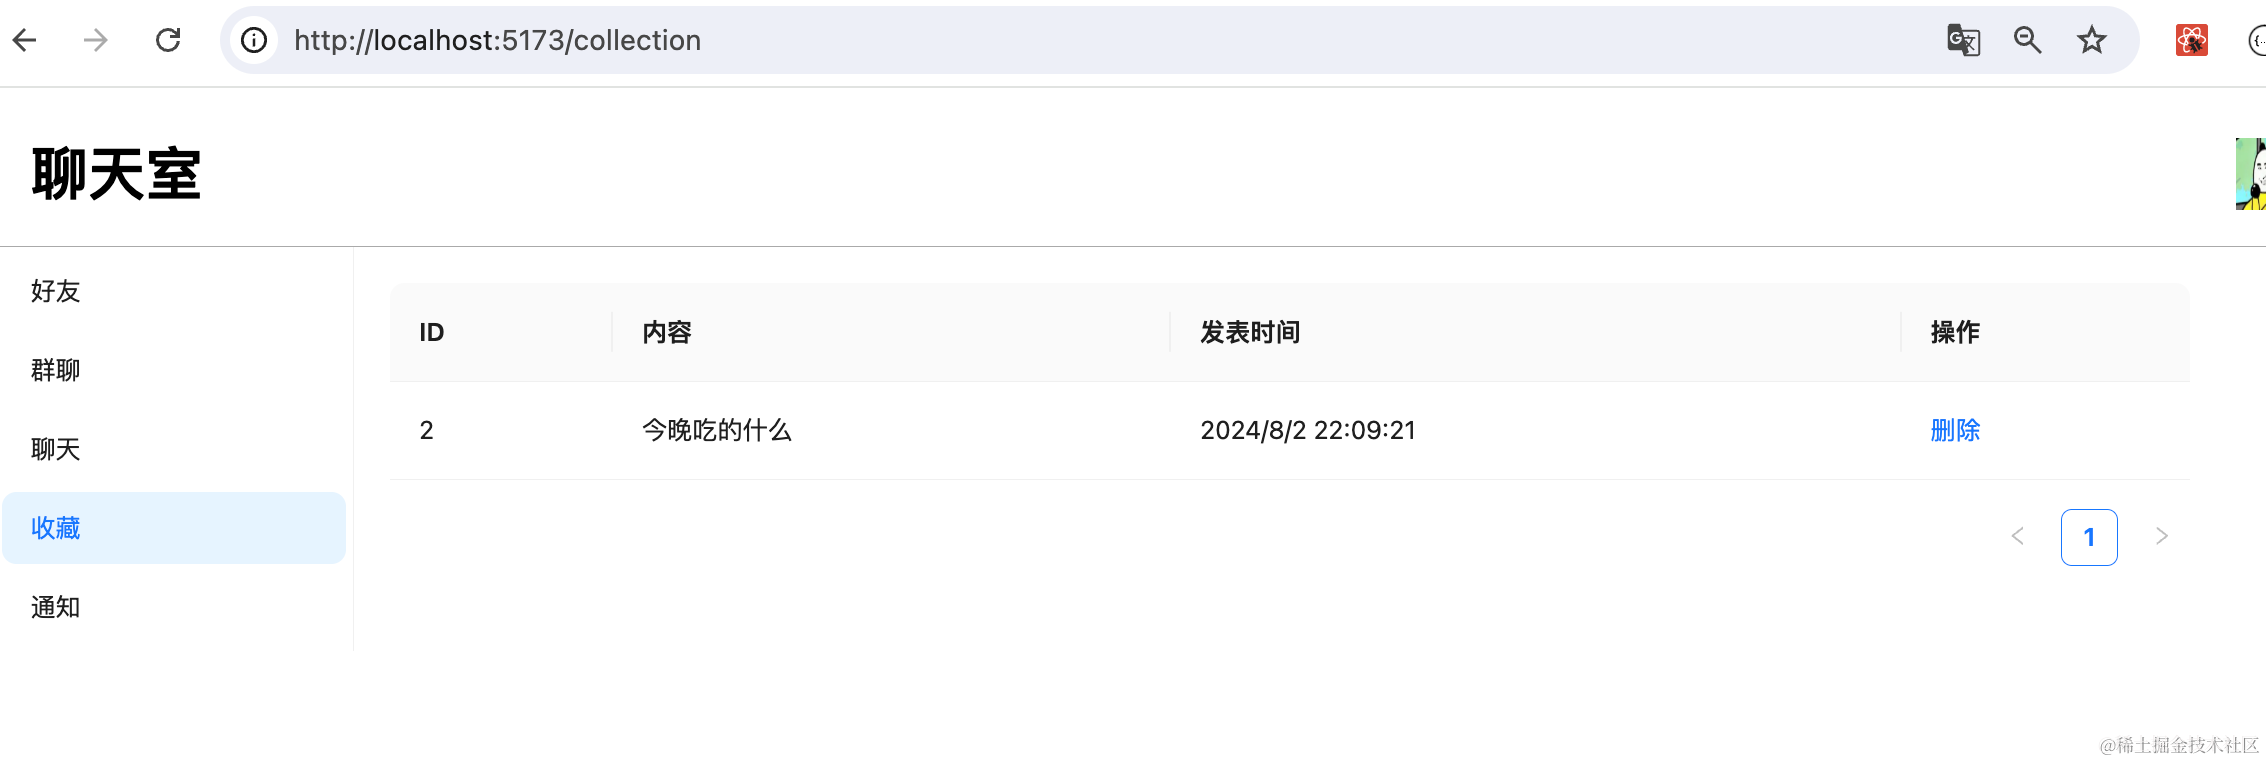 http://localhost:5173/collection
聊天室
好友
群聊
聊天
收藏
通知
ID 内容 发表时间 操作
2 今晚吃的什么 2024/8/2 22:09:21 删除
1
@稀土掘金技术社区